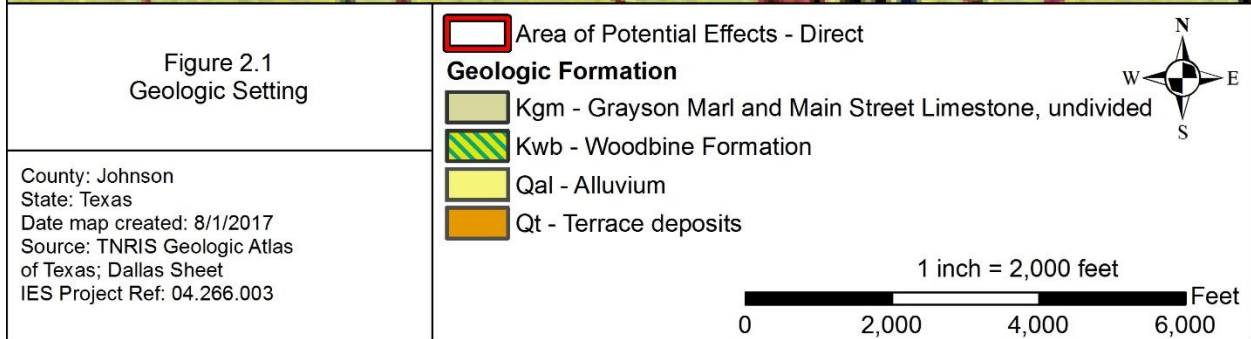 Figure 2.1
Geologic Setting
County: Johnson
State: Texas
Date map created: 8/1/2017
Source: TNRIS Geologic Atlas
of Texas; Dallas Sheet
IES Project Ref: 04.266.003
Area of Potential Effects - Direct
Geologic Formation
Kgm - Grayson Marl and Main Street Limestone, undivided
Kwb - Woodbine Formation
Qal - Alluvium
Qt - Terrace deposits
N
W E
S
1 inch = 2,000 feet
Feet
0 2,000 4,000 6,000